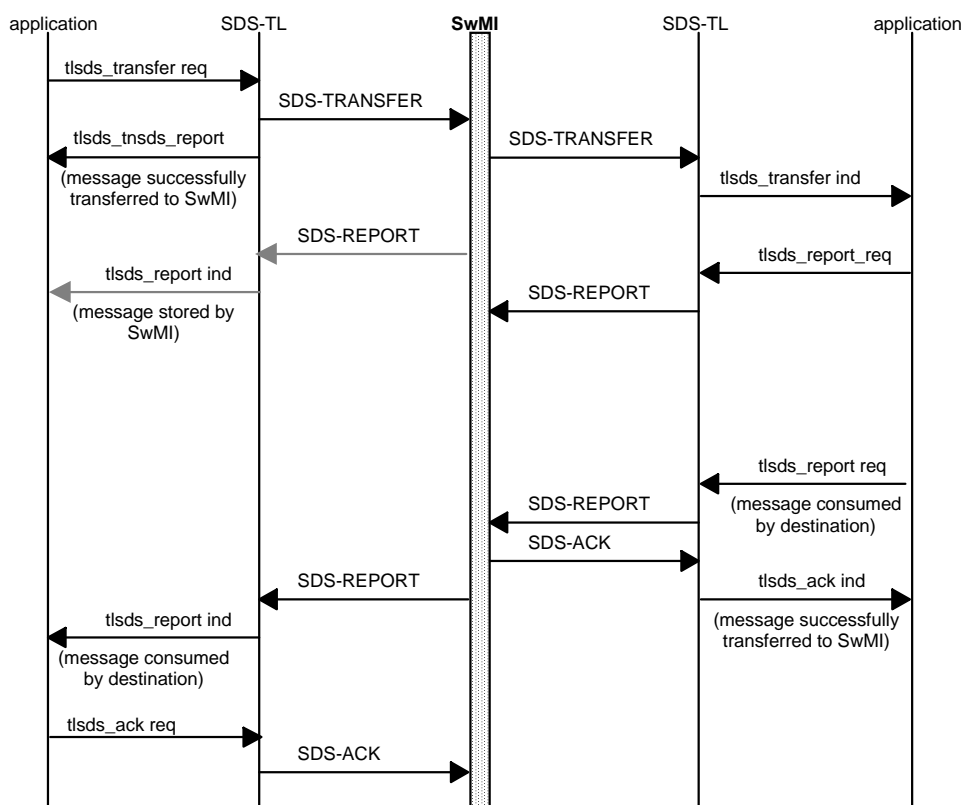 application
SDS-TL
SwMI
SDS-TL
application
tlsds_transfer req
SDS-TRANSFER
tlsds_tnsds_report
SDS-TRANSFER
(message successfully
transferred to SwMI)
tlsds_transfer ind
SDS-REPORT
tlsds_report_req
tlsds_report ind
SDS-REPORT
(message stored by
SwMI)
tlsds_report req
SDS-REPORT
(message consumed
by destination)
SDS-ACK
SDS-REPORT
tlsds_ack ind
tlsds_report ind
(message successfully
transferred to SwMI)
(message consumed
by destination)
tlsds_ack req
SDS-ACK